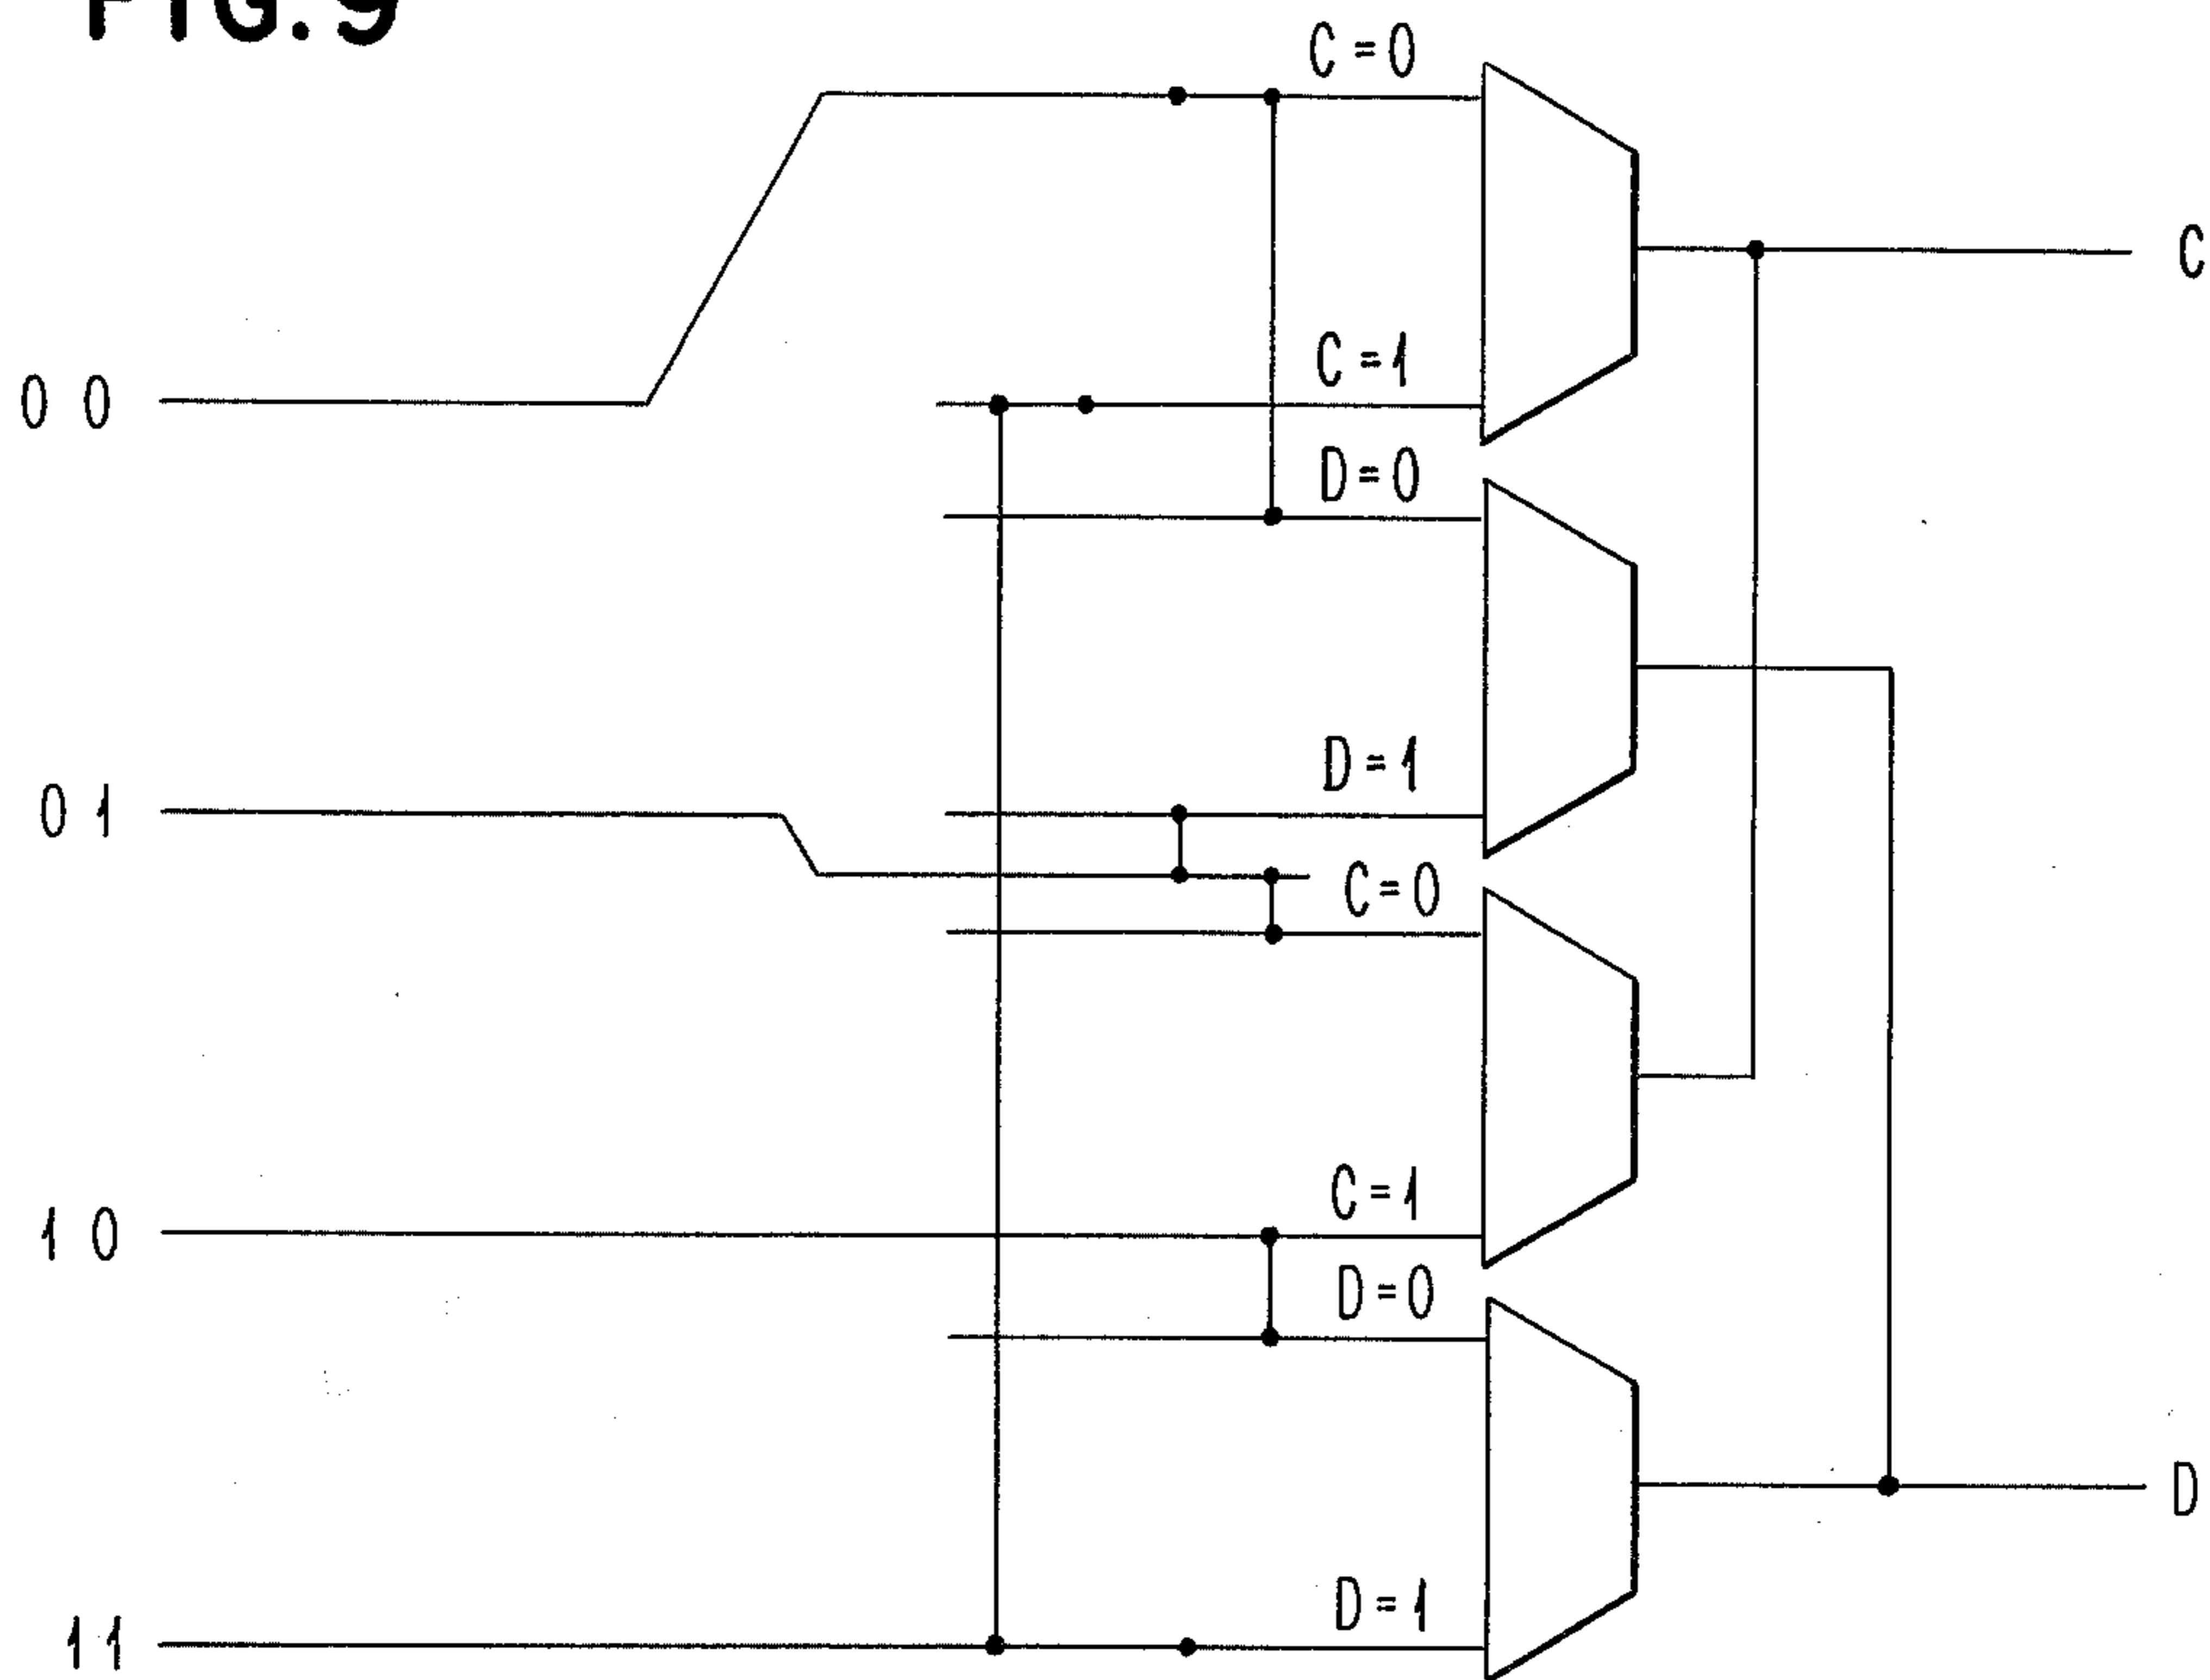 FIG. 9
C = 0
C
C = 1
0 0
D = 0
D = 1
0 1
C = 0
C = 1
1 0
D = 0
D
D = 1
1 1